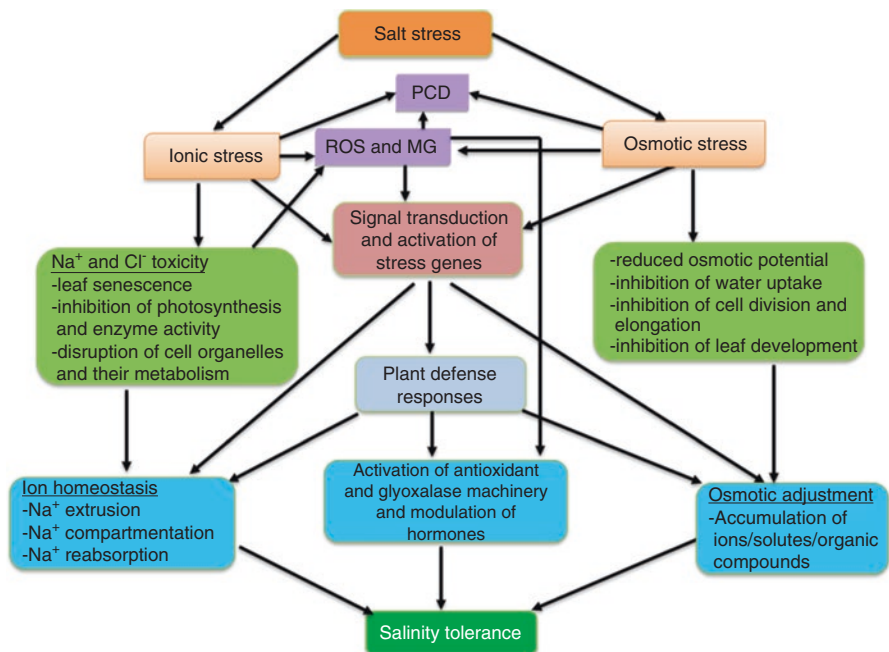 Salt stress
PCD
Ionic stress
ROS and MG
Osmotic stress
Signal transduction
and activation of
stress genes
Na⁺ and Cl⁻ toxicity
-leaf senescence
-inhibition of photosynthesis
and enzyme activity
-disruption of cell organelles
and their metabolism
-reduced osmotic potential
-inhibition of water uptake
-inhibition of cell division and
elongation
-inhibition of leaf development
Plant defense
responses
Ion homeostasis
-Na⁺ extrusion
-Na⁺ compartmentation
-Na⁺ reabsorption
Activation of antioxidant
and glyoxalase machinery
and modulation of
hormones
Osmotic adjustment
-Accumulation of
ions/solutes/organic
compounds
Salinity tolerance